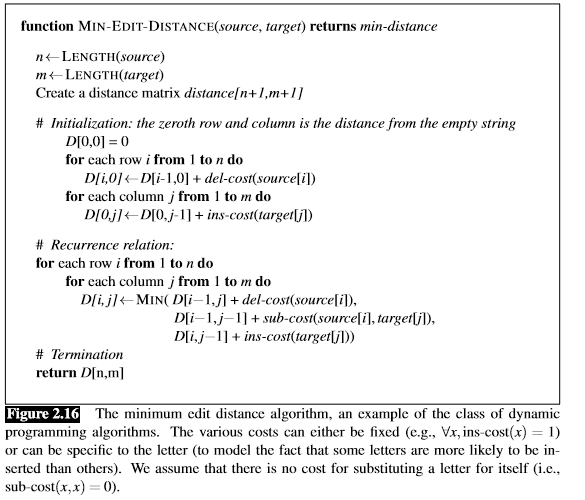 function MIN-EDIT-DISTANCE(source, target) returns min-distance
n←LENGTH(source)
m←LENGTH(target)
Create a distance matrix distance[n+1,m+1]
# Initialization: the zeroth row and column is the distance from the empty string
D[0,0] = 0
for each row i from 1 to n do
D[i,0]←D[i-1,0] + del-cost(source[i])
for each column j from 1 to m do
D[0,j]←D[0,j-1] + ins-cost(target[j])
# Recurrence relation:
for each row i from 1 to n do
for each column j from 1 to m do
D[i,j]←MIN( D[i−1,j] + del-cost(source[i]),
D[i−1,j−1] + sub-cost(source[i],target[j]),
D[i,j−1] + ins-cost(target[j]))
# Termination
return D[n,m]
Figure 2.16 The minimum edit distance algorithm, an example of the class of dynamic
programming algorithms. The various costs can either be fixed (e.g., ∀x,ins-cost(x) = 1)
or can be specific to the letter (to model the fact that some letters are more likely to be in-
serted than others). We assume that there is no cost for substituting a letter for itself (i.e.,
sub-cost(x,x) = 0).